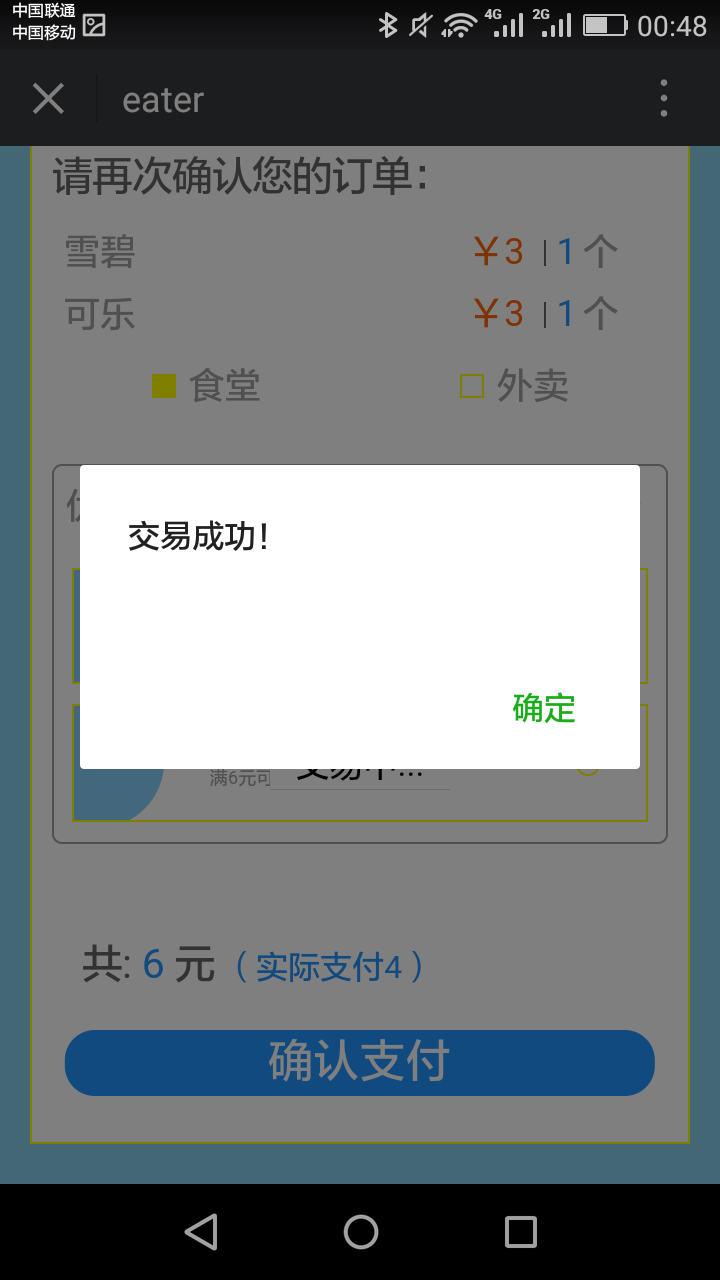 中国联通
中国移动
4G
2G
00:48
eater
请再次确认您的订单：
雪碧 ￥3 | 1 个
可乐 ￥3 | 1 个
食堂 外卖
交易成功！
确定
满6元可
交易中...
共: 6 元 （ 实际支付4 ）
确认支付